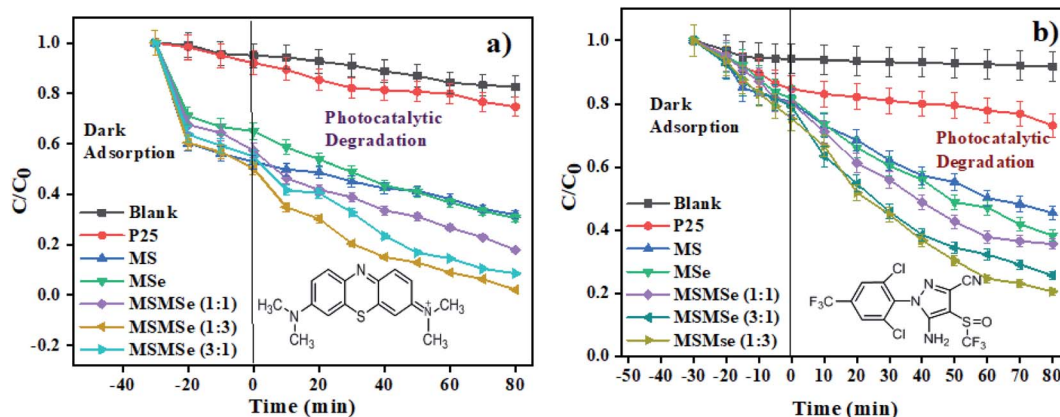 a)
C/C0
1.0
0.8
0.6
0.4
0.2
0.0
-0.2
Dark
Adsorption
Photocatalytic
Degradation
Blank
P25
MS
MSe
MSMSe (1:1)
MSMSe (1:3)
MSMSe (3:1)
N
H3C
N
CH3
S
N+
CH3
CH3
-40 -20 0 20 40 60 80
Time (min)
b)
C/C0
1.0
0.8
0.6
0.4
0.2
0.0
Dark
Adsorption
Photocatalytic
Degradation
Blank
P25
MS
MSe
MSMSe (1:1)
MSMSe (3:1)
MSMse (1:3)
Cl
N
CN
F3C
N
Cl
NH2
S=O
CF3
-50 -40 -30 -20 -10 0 10 20 30 40 50 60 70 80
Time (min)